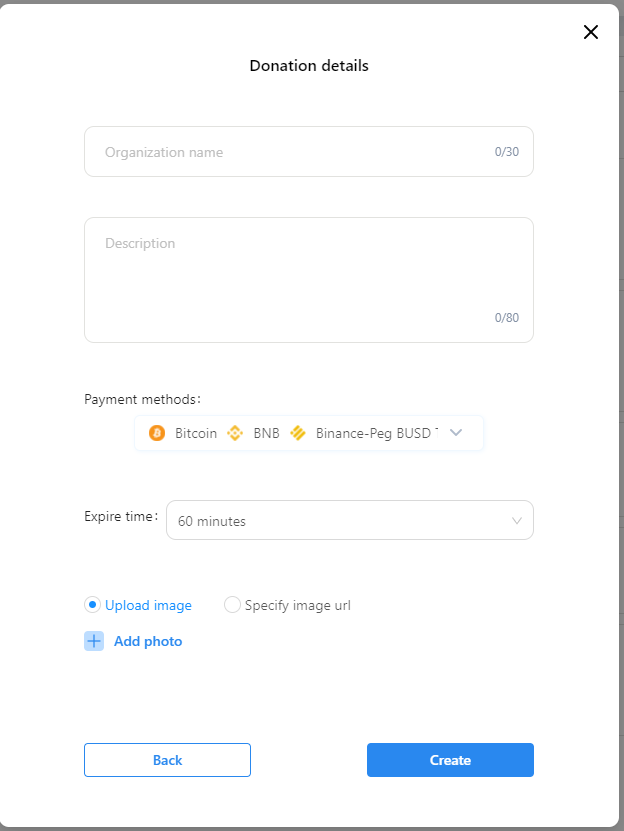 Donation details
Organization name 0/30
Description
0/80
Payment methods:
Bitcoin BNB Binance-Peg BUSD
Expire time: 60 minutes
Upload image Specify image url
Add photo
Back Create